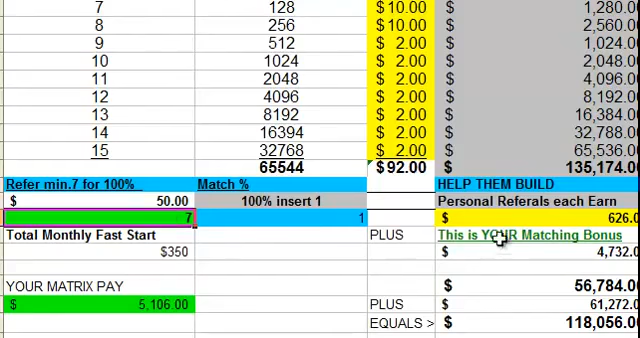 7 128 $10.00 $ 1,280.0
8 256 $10.00 $ 2,560.0
9 512 $ 2.00 $ 1,024.0
10 1024 $ 2.00 $ 2,048.0
11 2048 $ 2.00 $ 4,096.0
12 4096 $ 2.00 $ 8,192.0
13 8192 $ 2.00 $ 16,384.0
14 16394 $ 2.00 $ 32,788.0
15 32768 $ 2.00 $ 65,536.0
65544 $92.00 $ 135,174.0
Refer min.7 for 100% Match % HELP THEM BUILD
$ 50.00 100% insert 1 Personal Referals each Earn
7 1 $ 626.0
Total Monthly Fast Start PLUS This is YOUR Matching Bonus
$350 $ 4,732.0
YOUR MATRIX PAY $ 56,784.0
$ 5,106.00 PLUS 61,272.0
EQUALS > $ 118,056.0